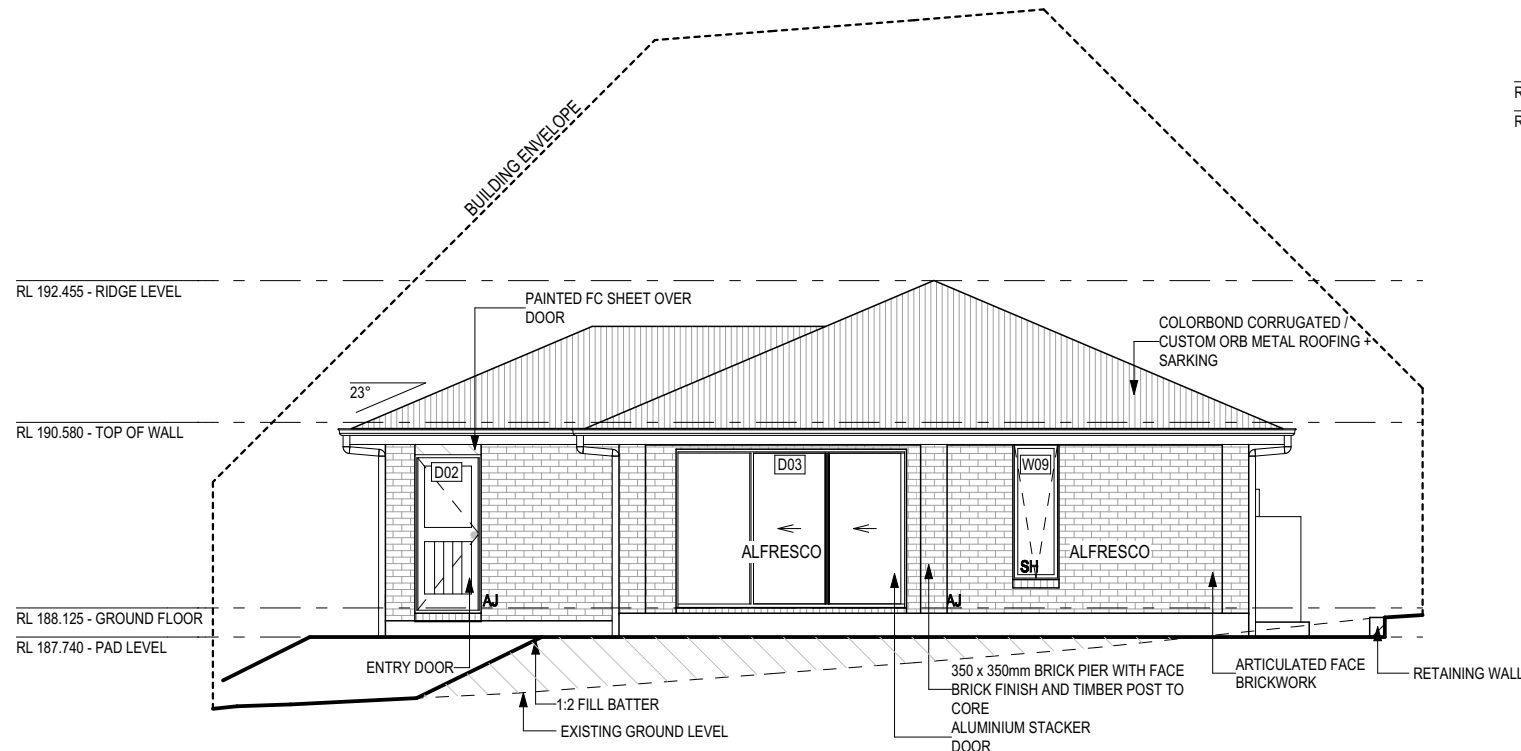 BUILDING ENVELOPE
R
R
RL 192.455 - RIDGE LEVEL
PAINTED FC SHEET OVER
DOOR
COLORBOND CORRUGATED /
CUSTOM ORB METAL ROOFING +
SARKING
23°
RL 190.580 - TOP OF WALL
D02
D03
W09
ALFRESCO
ALFRESCO
SH
AJ
AJ
RL 188.125 - GROUND FLOOR
RL 187.740 - PAD LEVEL
ENTRY DOOR
1:2 FILL BATTER
EXISTING GROUND LEVEL
350 x 350mm BRICK PIER WITH FACE
BRICK FINISH AND TIMBER POST TO
CORE
ALUMINIUM STACKER
DOOR
ARTICULATED FACE
BRICKWORK
RETAINING WALL